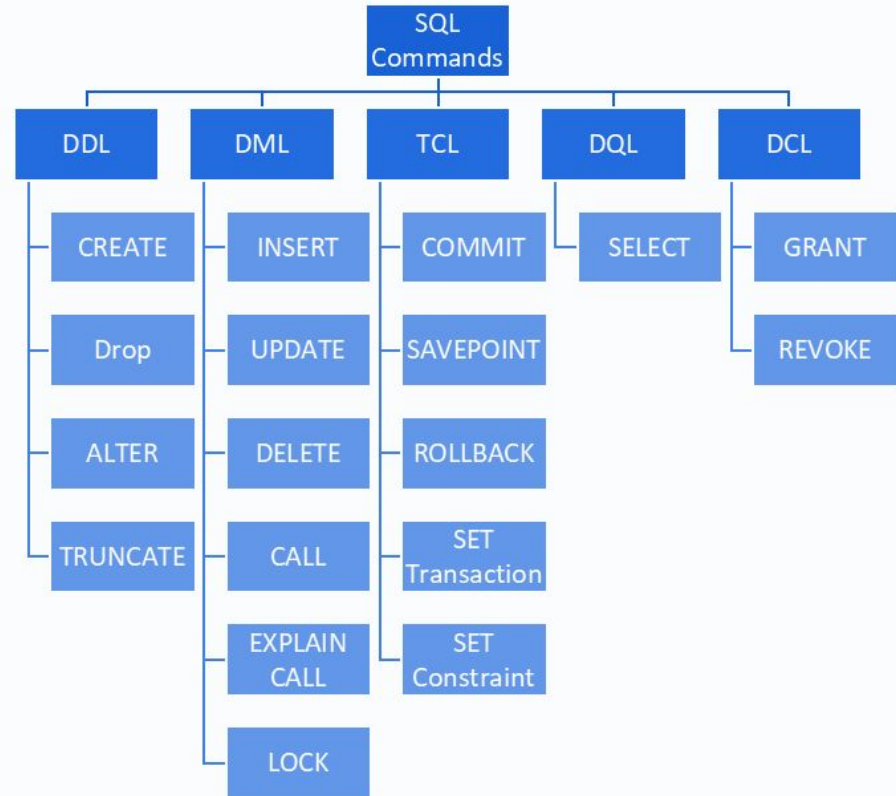 SQL
Commands
DDL
DML
TCL
DQL
DCL
CREATE
INSERT
COMMIT
SELECT
GRANT
Drop
UPDATE
SAVEPOINT
REVOKE
ALTER
DELETE
ROLLBACK
TRUNCATE
CALL
SET
Transaction
EXPLAIN
CALL
SET
Constraint
LOCK